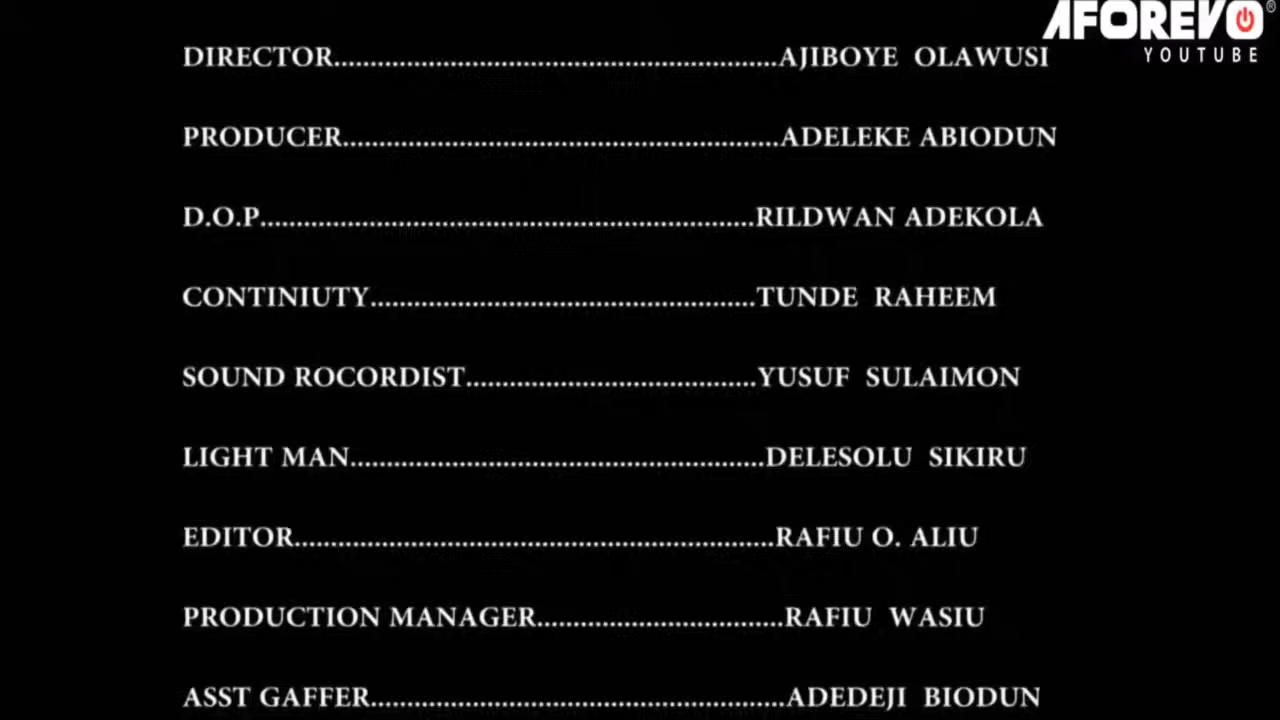 AFOREVO®
YOUTUBE
DIRECTOR.............................................................AJIBOYE OLAWUSI
PRODUCER............................................................ADELEKE ABIODUN
D.O.P....................................................................RILDWAN ADEKOLA
CONTINIUTY.....................................................TUNDE RAHEEM
SOUND ROCORDIST........................................YUSUF SULAIMON
LIGHT MAN.........................................................DELESOLU SIKIRU
EDITOR..................................................................RAFIU O. ALIU
PRODUCTION MANAGER..................................RAFIU WASIU
ASST GAFFER.........................................................ADEDEJI BIODUN